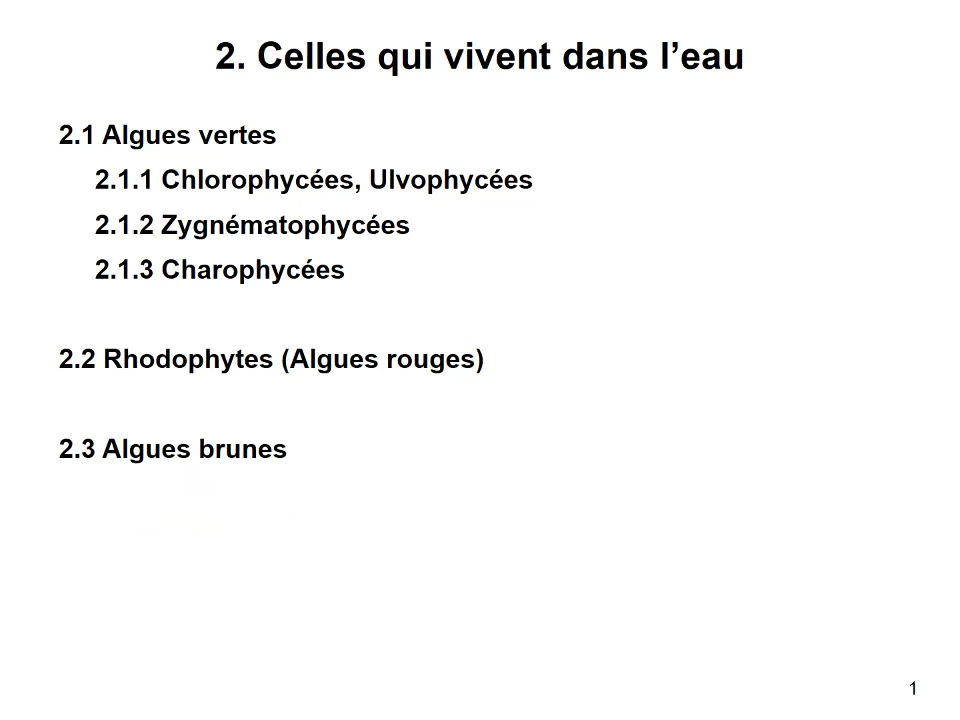 2. Celles qui vivent dans l’eau
2.1 Algues vertes
2.1.1 Chlorophycées, Ulvophycées
2.1.2 Zygnématophycées
2.1.3 Charophycées
2.2 Rhodophytes (Algues rouges)
2.3 Algues brunes
1